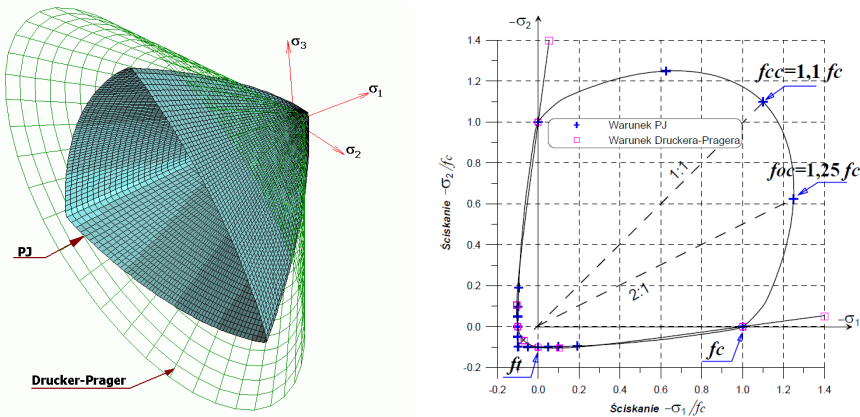 σ3
σ1
σ2
PJ
Drucker-Prager
−σ2
1.4
1.2
1.0
0.8
0.6
0.4
0.2
0.0
-0.2
Ściskanie −σ2/fc
Warunek PJ
Warunek Druckera-Pragera
fcc=1,1 fc
foc=1,25 fc
1:1
2:1
−σ1
ft
fc
-0.2 0.0 0.2 0.4 0.6 0.8 1.0 1.2 1.4
Ściskanie −σ1/fc